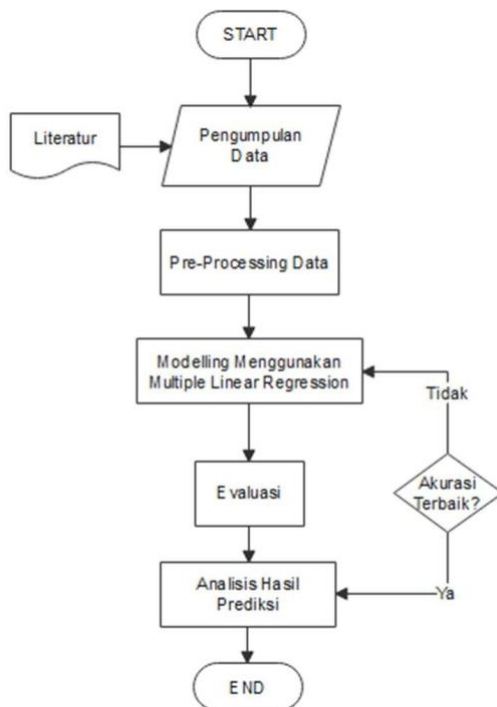 START
Literatur
Pengumpulan
Data
Pre-Processing Data
Modelling Menggunakan
Multiple Linear Regression
Tidak
Evaluasi
Akurasi
Terbaik?
Analisis Hasil
Prediksi
Ya
END